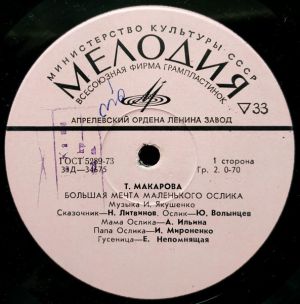 МИНИСТЕРСТВО КУЛЬТУРЫ СССР
МЕЛОДИЯ
ВСЕСОЮЗНАЯ ФИРМА ГРАМПЛАСТИНОК
▽33
АПРЕЛЕВСКИЙ ОРДЕНА ЛЕНИНА ЗАВОД
ГОСТ 5289-73
33Д—34675
1 сторона
Гр. 2. 0-70
Т. МАКАРОВА
БОЛЬШАЯ МЕЧТА МАЛЕНЬКОГО ОСЛИКА
Музыка И. Якушенко
Сказочник—Н. Литвинов, Ослик—Ю. Волынцев
Мама Ослика—А. Ильина
Папа Ослика—И. Мироненко
Гусеница—Е. Непомнящая